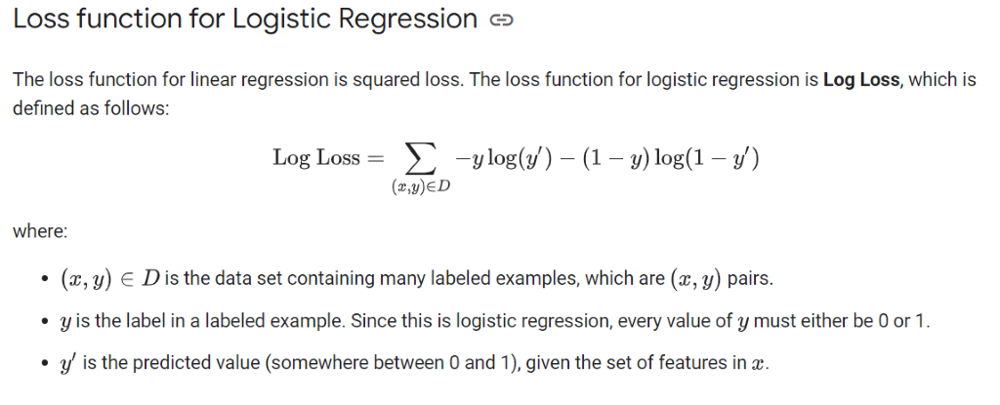 Loss function for Logistic Regression
The loss function for linear regression is squared loss. The loss function for logistic regression is Log Loss, which is
defined as follows:
Log Loss = ∑ −y log(y′) − (1 − y) log(1 − y′)
(x,y)∈D
where:
• (x, y) ∈ D is the data set containing many labeled examples, which are (x, y) pairs.
• y is the label in a labeled example. Since this is logistic regression, every value of y must either be 0 or 1.
• y′ is the predicted value (somewhere between 0 and 1), given the set of features in x.